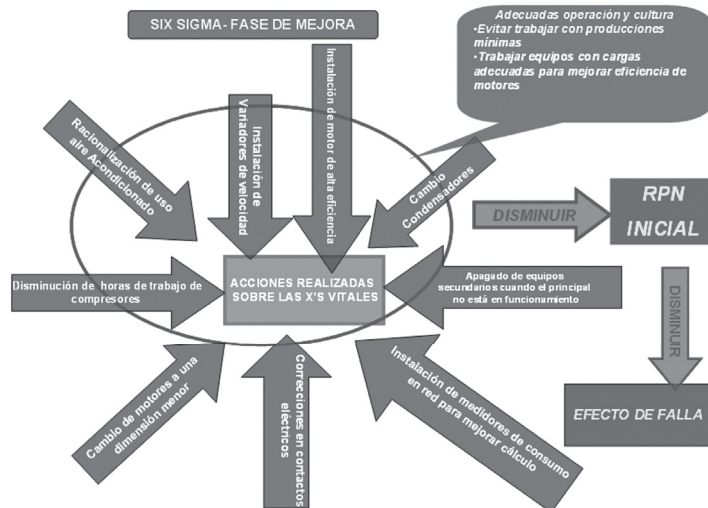 SIX SIGMA- FASE DE MEJORA
Adecuadas operación y cultura
•Evitar trabajar con producciones
mínimas
•Trabajar equipos con cargas
adecuadas para mejorar eficiencia de
motores
Racionalización de uso
aire Acondicionado
Instalación de
Variadores de velocidad
Instalación de motor de alta eficiencia
Cambio
Condensadores
DISMINUIR
RPN
INICIAL
Disminución de horas de trabajo de
compresores
ACCIONES REALIZADAS
SOBRE LAS X'S VITALES
Apagado de equipos
secundarios cuando el principal
no está en funcionamiento
DISMINUIR
Cambio de motores a una
dimensión menor
Correcciones en contactos
eléctricos
Instalación de medidores de consumo
en red para mejorar cálculo
EFECTO DE FALLA